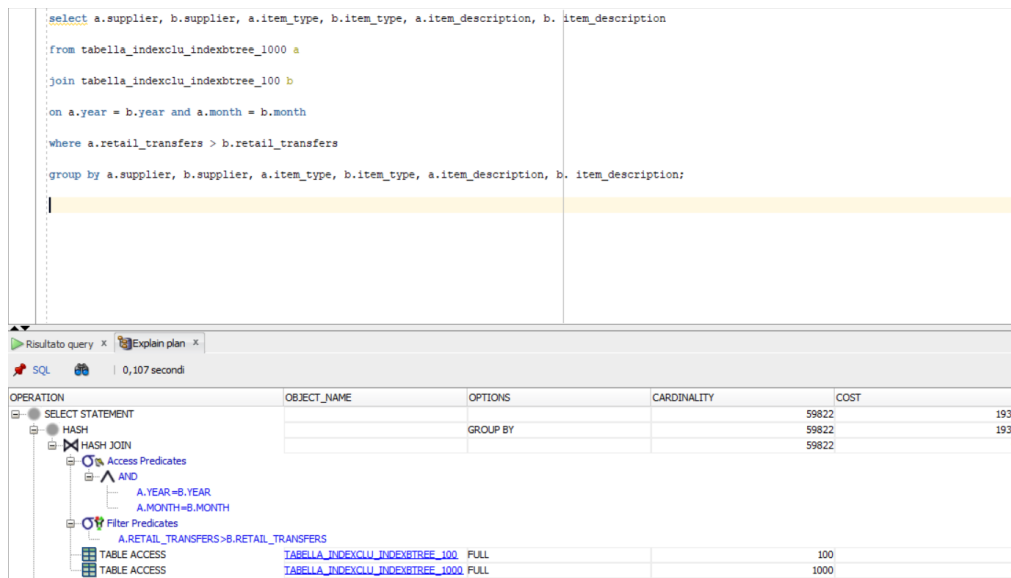 select a.supplier, b.supplier, a.item_type, b.item_type, a.item_description, b. item_description
from tabella_indexclu_indexbtree_1000 a
join tabella_indexclu_indexbtree_100 b
on a.year = b.year and a.month = b.month
where a.retail_transfers > b.retail_transfers
group by a.supplier, b.supplier, a.item_type, b.item_type, a.item_description, b. item_description;
Risultato query x Explain plan x
SQL | 0,107 secondi
OPERATION OBJECT_NAME OPTIONS CARDINALITY COST
SELECT STATEMENT 59822 193
HASH GROUP BY 59822 193
HASH JOIN 59822
Access Predicates
AND
A.YEAR=B.YEAR
A.MONTH=B.MONTH
Filter Predicates
A.RETAIL_TRANSFERS>B.RETAIL_TRANSFERS
TABLE ACCESS TABELLA_INDEXCLU_INDEXBTREE_100 FULL 100
TABLE ACCESS TABELLA_INDEXCLU_INDEXBTREE_1000 FULL 1000